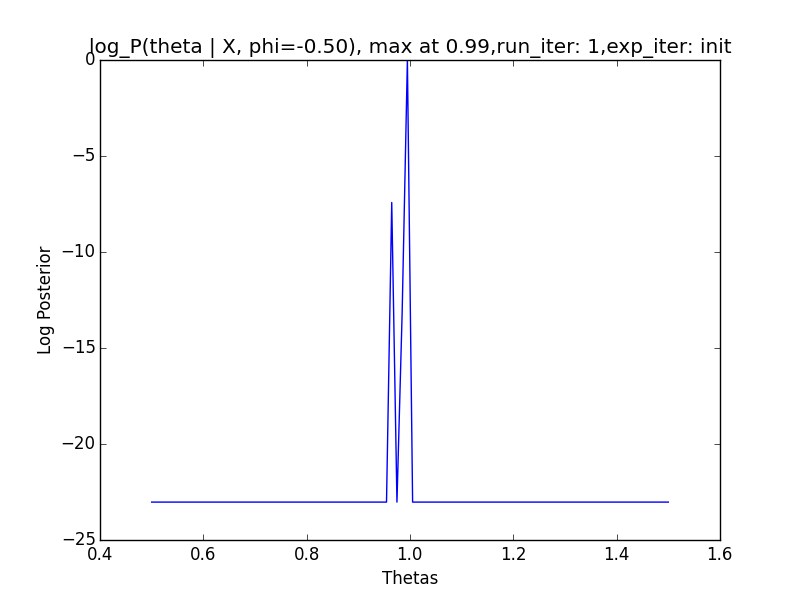 log_P(theta | X, phi=-0.50), max at 0.99,run_iter: 1,exp_iter: init
0
−5
−10
−15
−20
−25
Log Posterior
0.4 0.6 0.8 1.0 1.2 1.4 1.6
Thetas